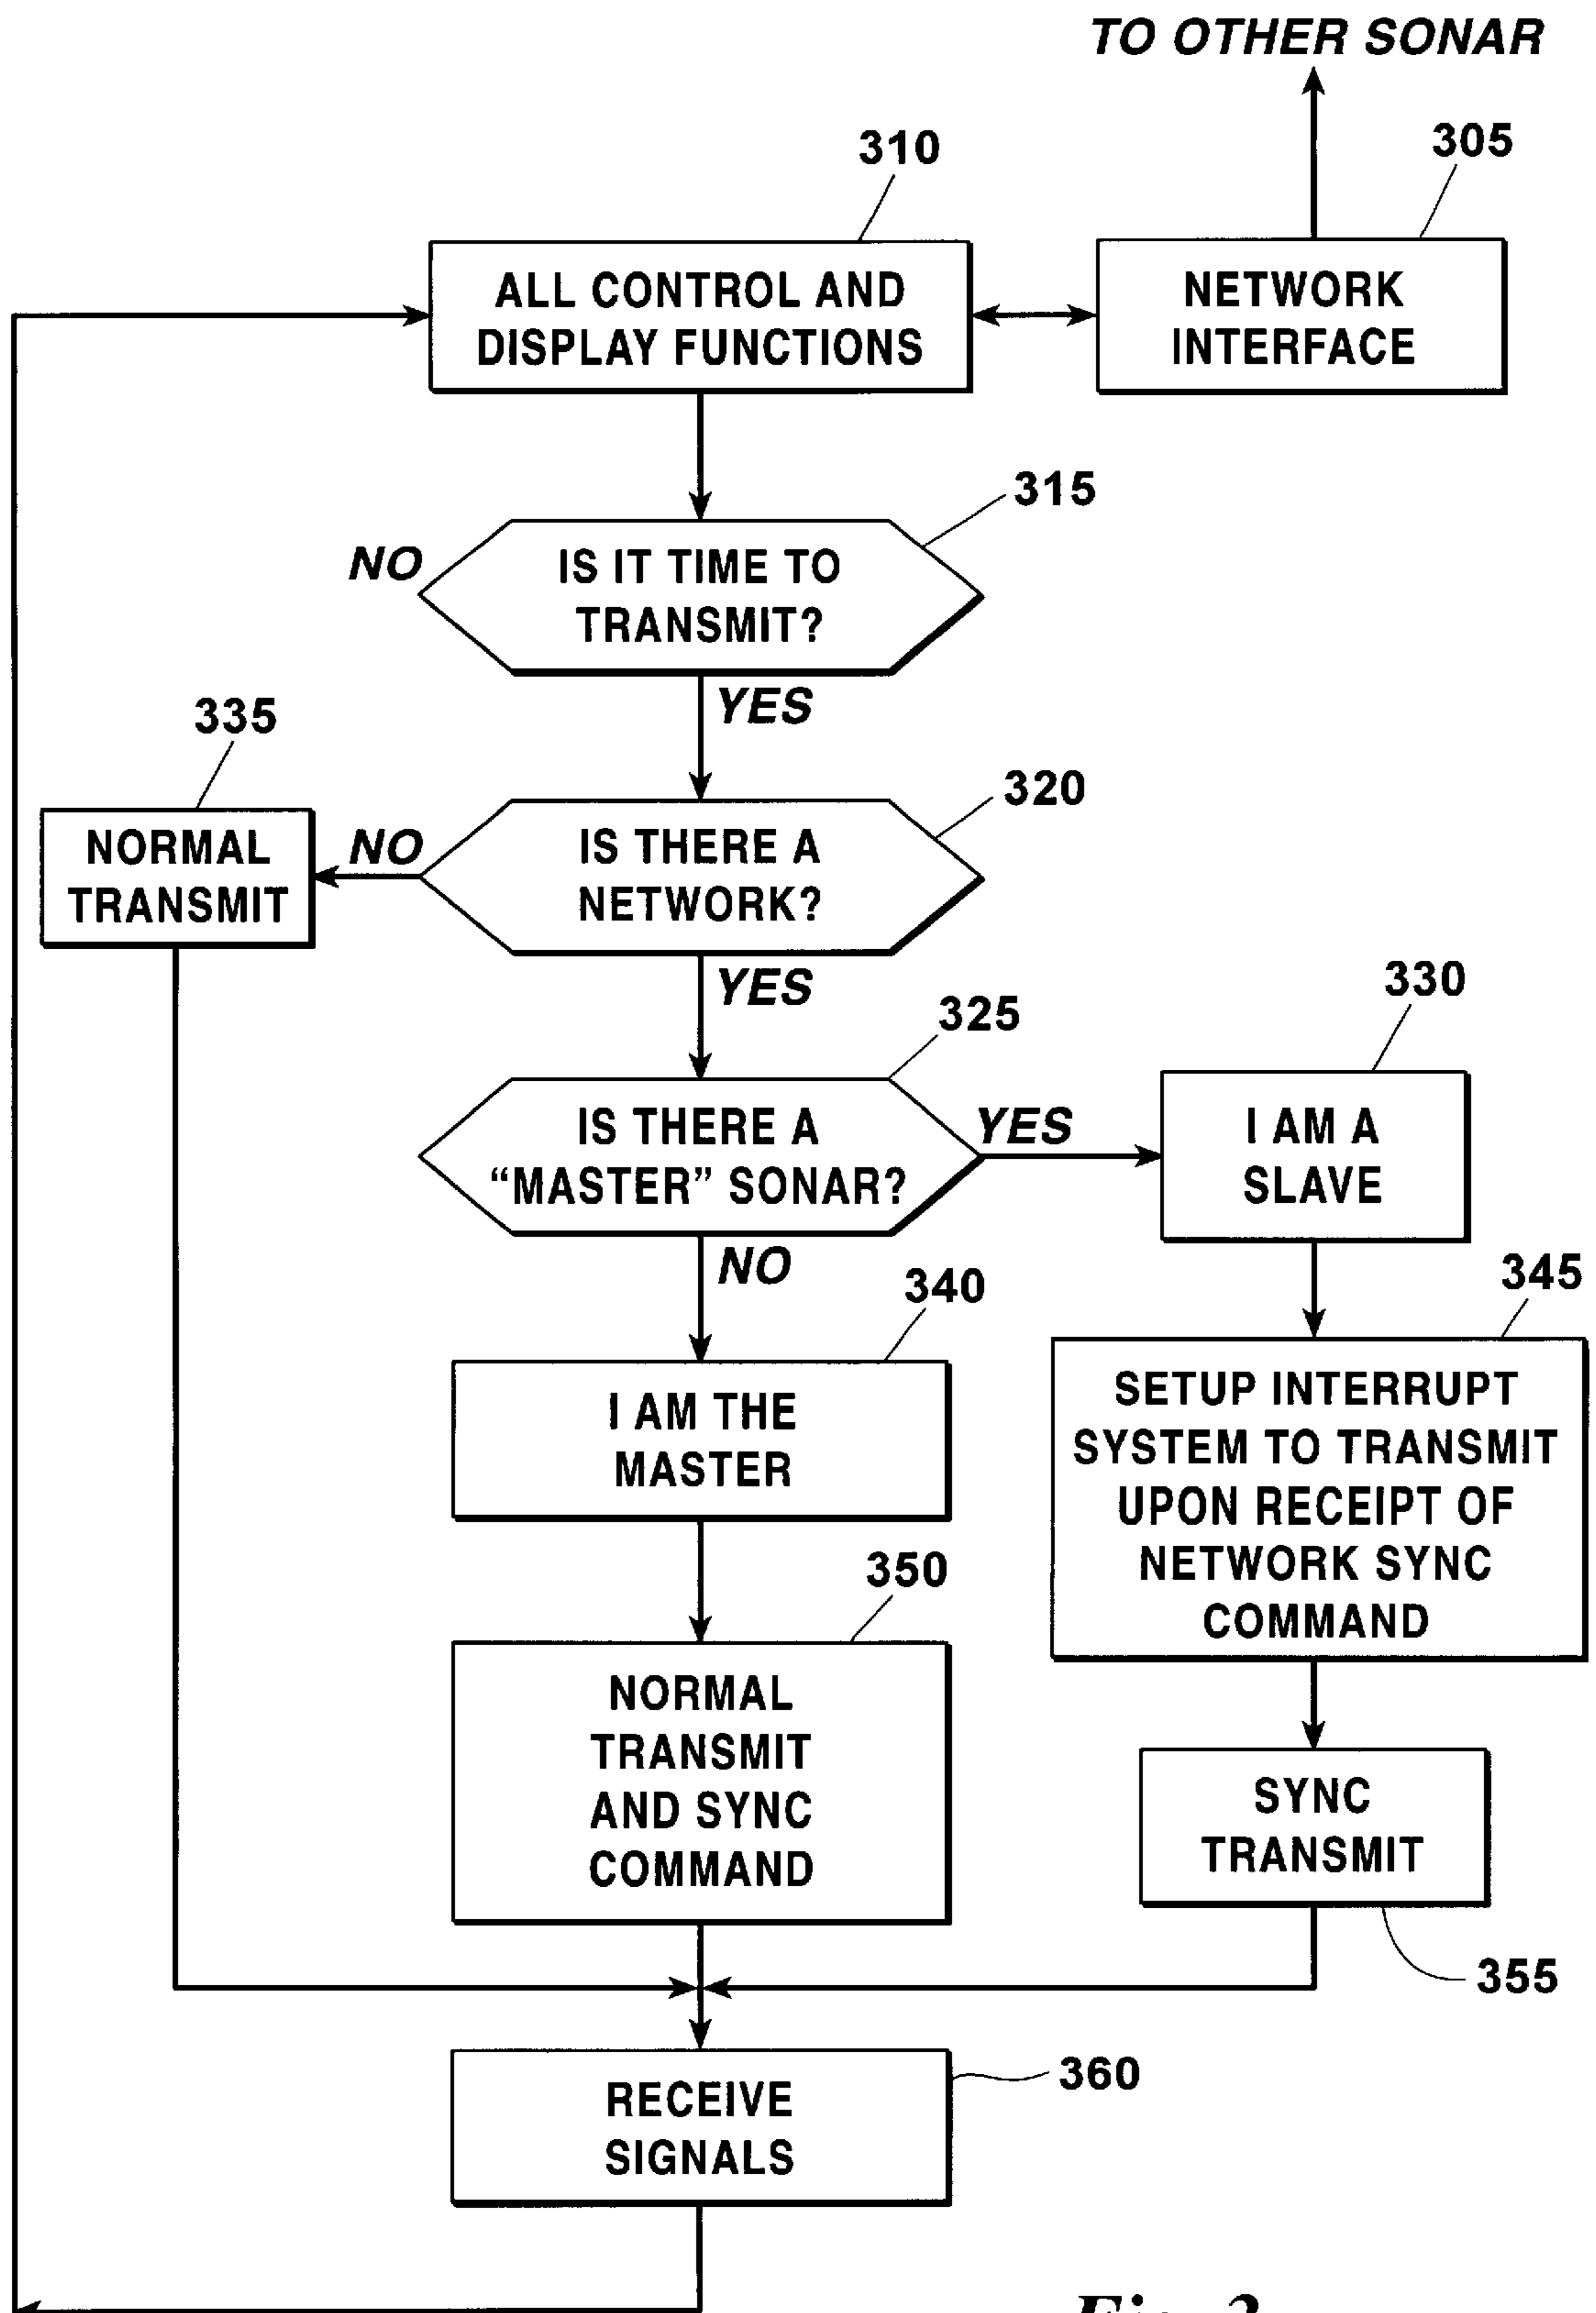 TO OTHER SONAR
310
305
ALL CONTROL AND
DISPLAY FUNCTIONS
NETWORK
INTERFACE
315
NO
IS IT TIME TO
TRANSMIT?
YES
335
320
NORMAL
TRANSMIT
NO
IS THERE A
NETWORK?
YES
330
325
IS THERE A
“MASTER” SONAR?
YES
I AM A
SLAVE
NO
340
345
I AM THE
MASTER
SETUP INTERRUPT
SYSTEM TO TRANSMIT
UPON RECEIPT OF
NETWORK SYNC
COMMAND
350
NORMAL
TRANSMIT
AND SYNC
COMMAND
SYNC
TRANSMIT
355
360
RECEIVE
SIGNALS